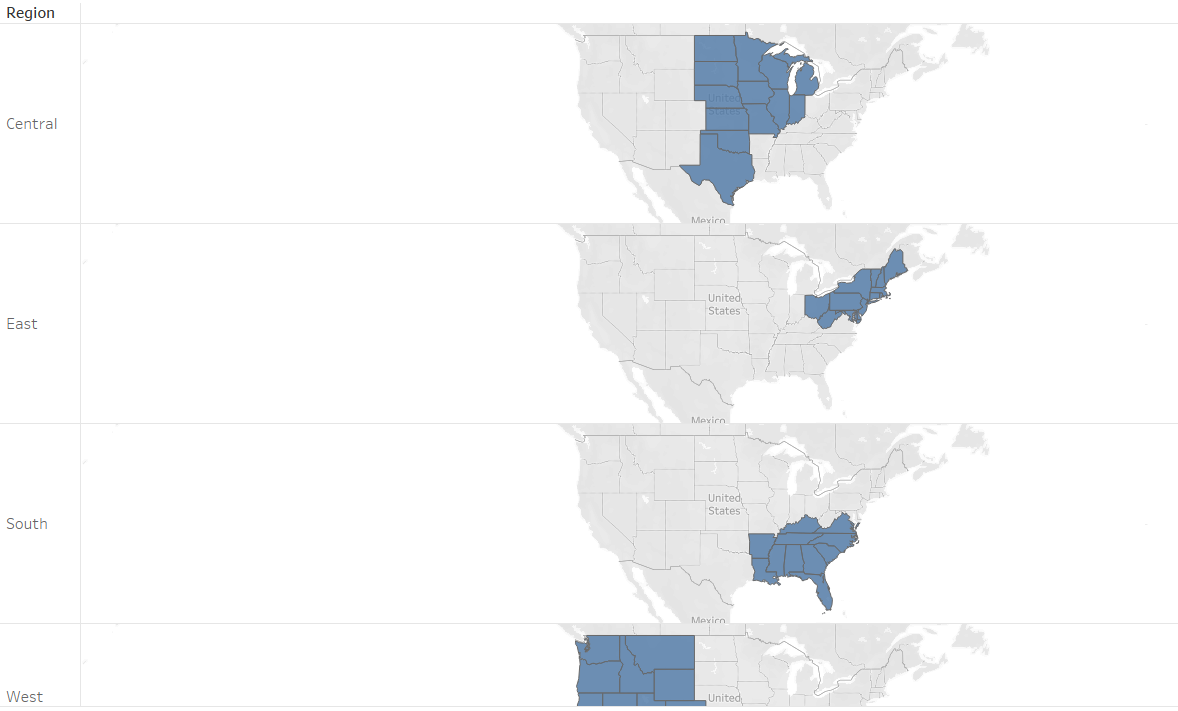 Region
Central
United
States
Mexico
East
United
States
Mexico
South
United
States
Mexico
West
United